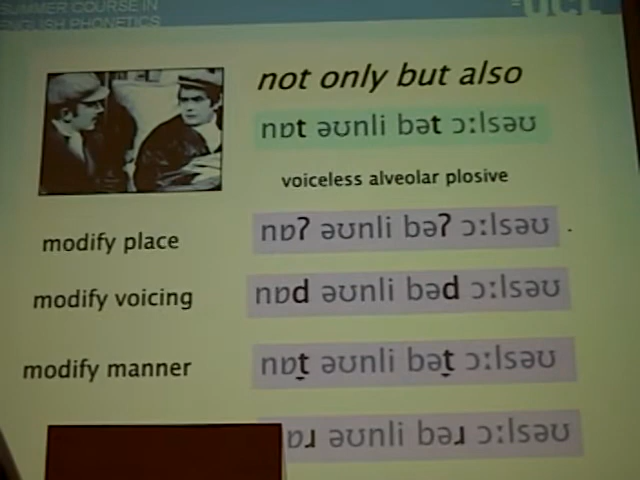 SUMMER COURSE IN
ENGLISH PHONETICS
UCL
not only but also
nɒt əʊnli bət ɔːlsəʊ
voiceless alveolar plosive
modify place
nɒʔ əʊnli bəʔ ɔːlsəʊ
modify voicing
nɒd əʊnli bəd ɔːlsəʊ
modify manner
nɒt̞ əʊnli bət̞ ɔːlsəʊ
ɒɹ əʊnli bəɹ ɔːlsəʊ